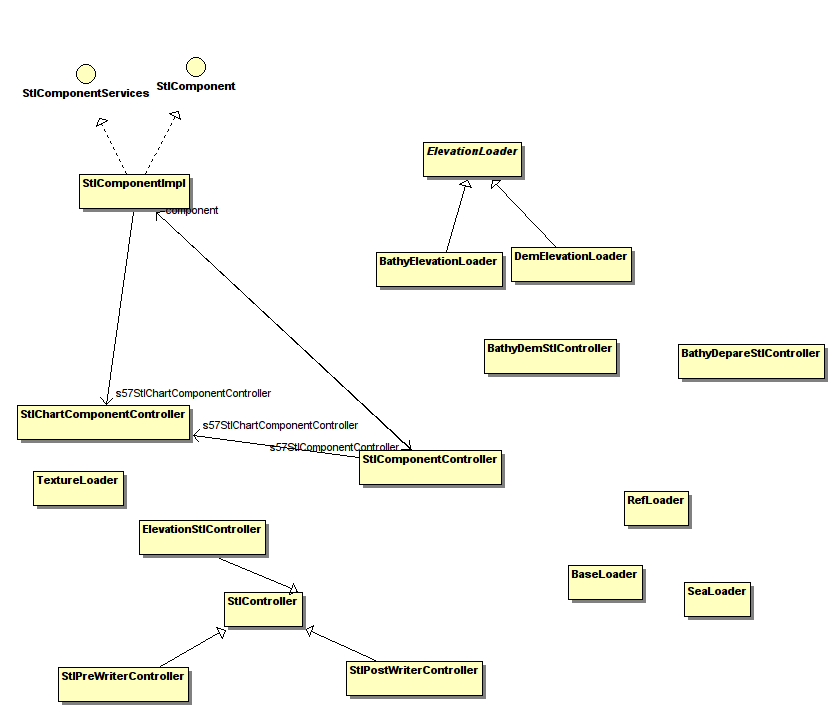 StlComponentServices
StlComponent
ElevationLoader
StlComponentImpl
component
BathyElevationLoader
DemElevationLoader
BathyDemStlController
BathyDepareStlController
s57StlChartComponentController
StlChartComponentController
s57StlChartComponentController
s57StlComponentController
StlComponentController
TextureLoader
RefLoader
ElevationStlController
BaseLoader
SeaLoader
StlController
StlPreWriterController
StlPostWriterController